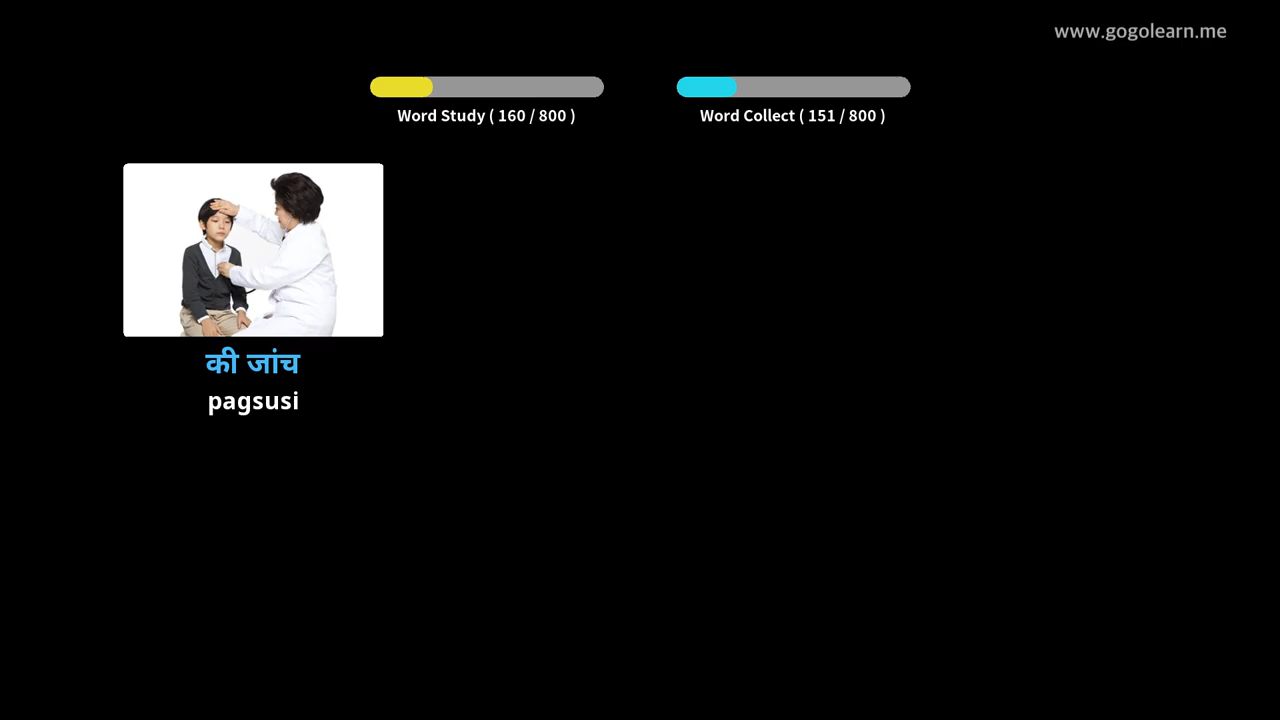 www.gogolearn.me
Word Study ( 160 / 800 )
Word Collect ( 151 / 800 )
की जांच
pagsusi